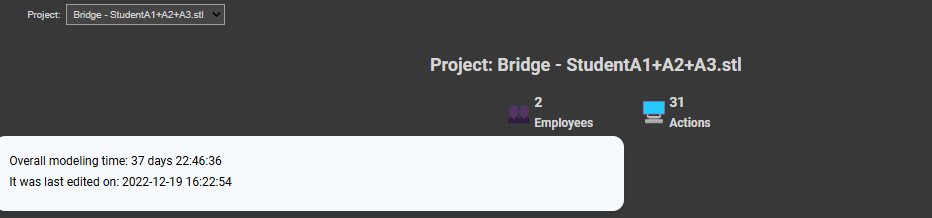 Project: Bridge - StudentA1+A2+A3.stl
Project: Bridge - StudentA1+A2+A3.stl
2
Employees
31
Actions
Overall modeling time: 37 days 22:46:36
It was last edited on: 2022-12-19 16:22:54